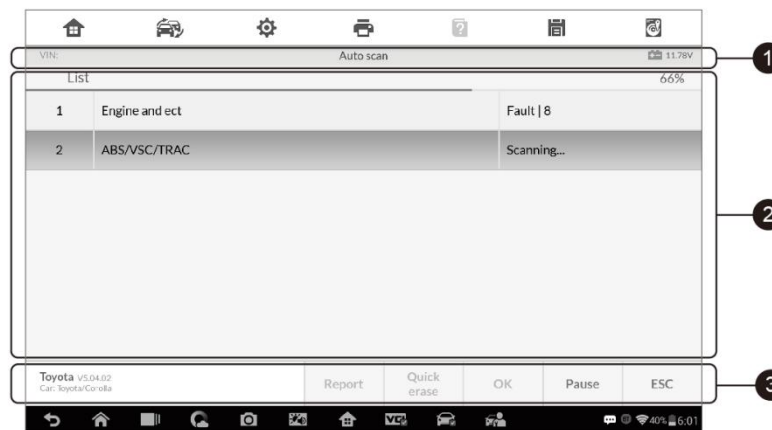 VIN:
Auto scan
11.78V
1
List
66%
1 Engine and ect Fault | 8
2 ABS/VSC/TRAC Scanning...
2
Toyota V5.04.02
Car: Toyota/Corolla
Report
Quick
erase
OK
Pause
ESC
3
VCMI
40% 6:01